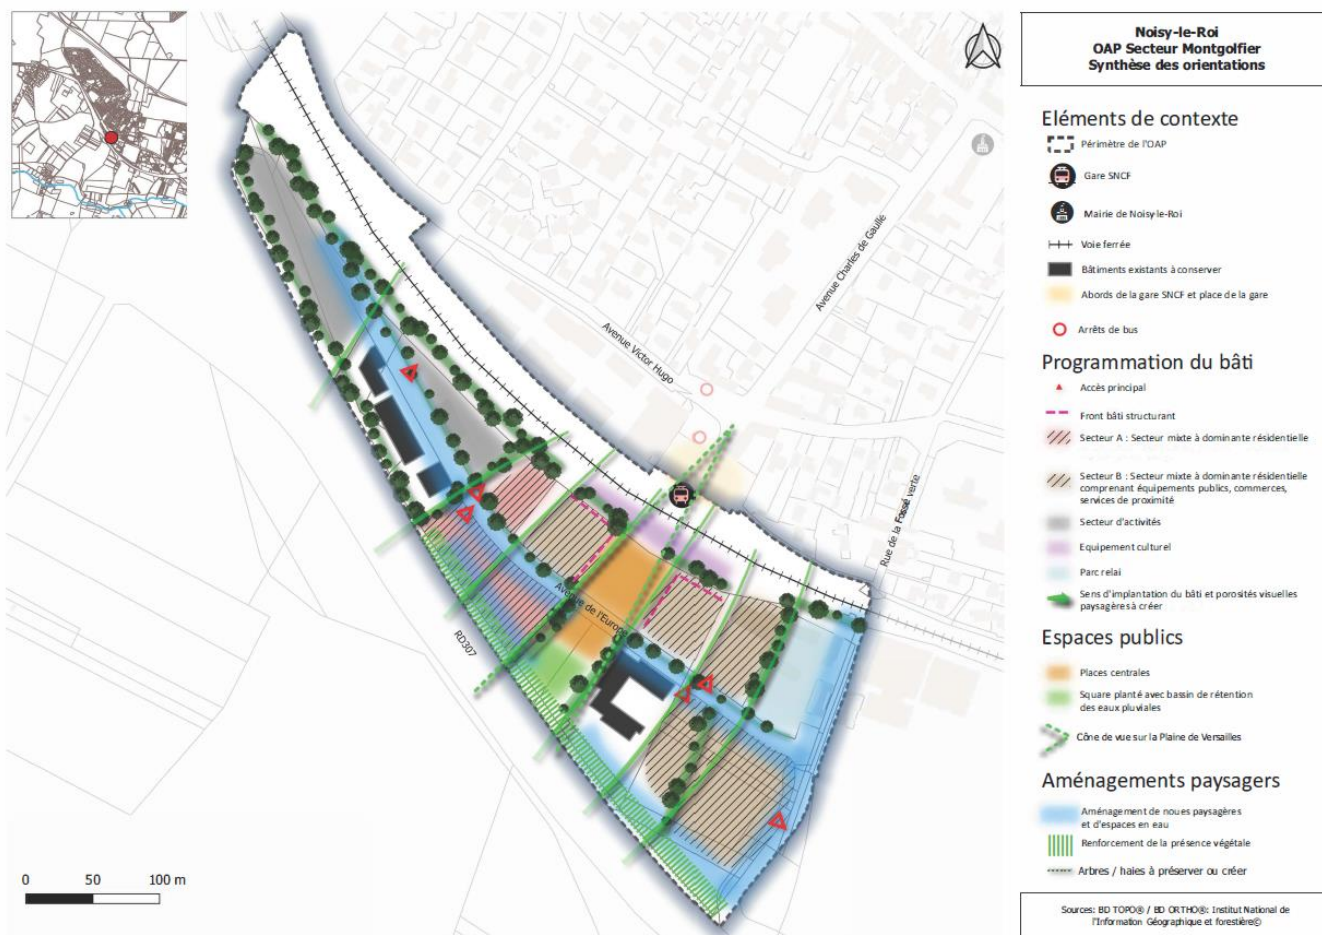 Noisy-le-Roi
OAP Secteur Montgolfier
Synthèse des orientations
Eléments de contexte
Périmètre de l'OAP
Gare SNCF
Mairie de Noisy-le-Roi
Voie ferrée
Bâtiments existants à conserver
Abords de la gare SNCF et place de la gare
Arrêts de bus
Programmation du bâti
Accès principal
Front bâti structurant
Secteur A : Secteur mixte à dominante résidentielle
Secteur B : Secteur mixte à dominante résidentielle
comprenant équipements publics, commerces,
services de proximité
Secteur d'activités
Equipement culturel
Parc relai
Sens d'implantation du bâti et porosités visuelles
paysagères à créer
Espaces publics
Places centrales
Square planté avec bassin de rétention
des eaux pluviales
Cône de vue sur la Plaine de Versailles
Aménagements paysagers
Aménagement de noues paysagères
et d'espaces en eau
Renforcement de la présence végétale
Arbres / haies à préserver ou créer
Sources: BD TOPO® / BD ORTHO®: Institut National de
l'Information Géographique et forestière©
Avenue Charles de Gaulle
Avenue Victor Hugo
Rue de la Fossé verte
Avenue de l'Europe
RD307
0 50 100 m